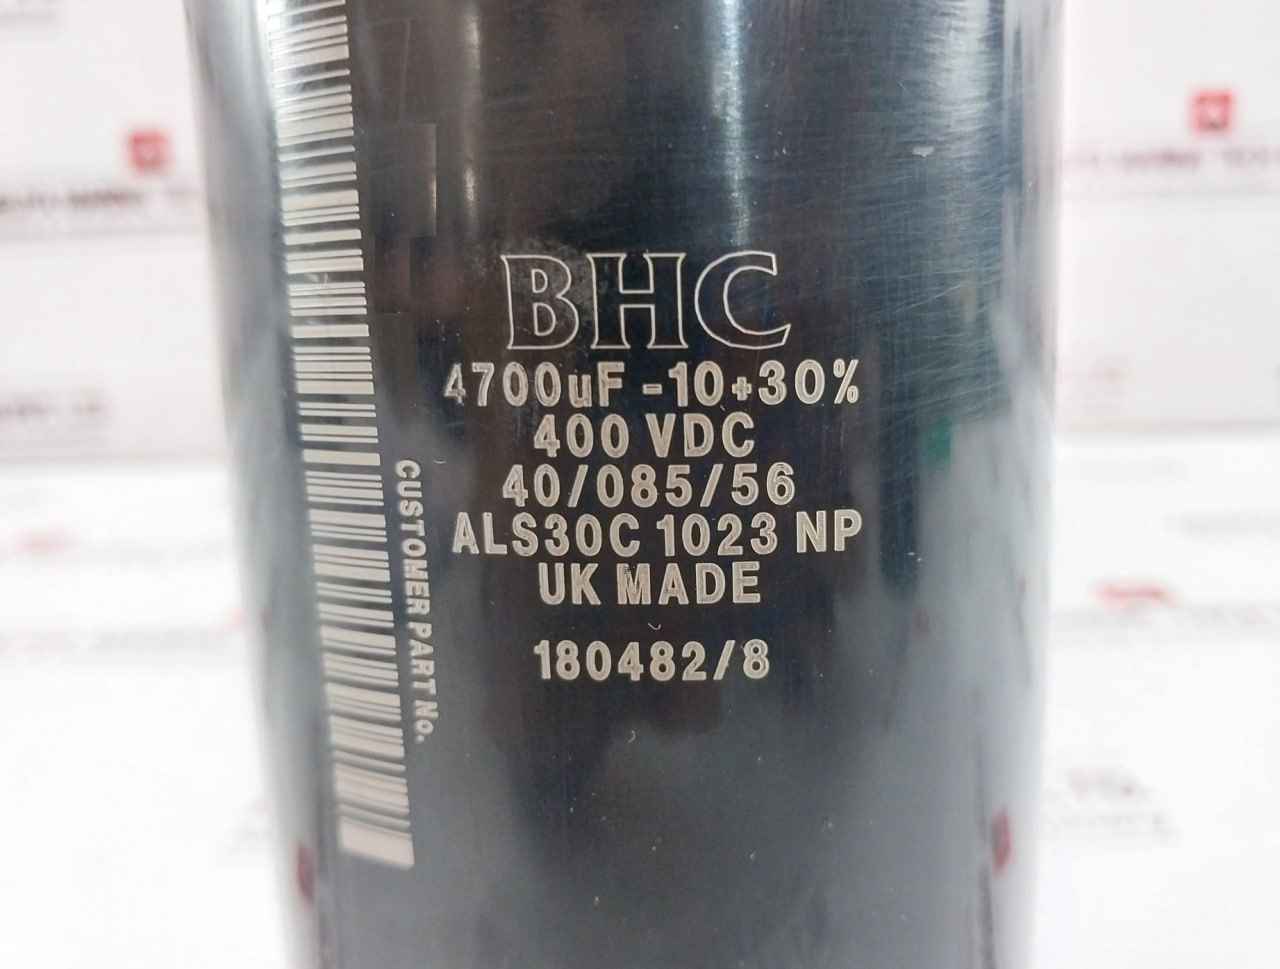 BHC
4700uF -10+30%
400 VDC
40/085/56
ALS30C 1023 NP
UK MADE
180482/8
CUSTOMER PART No.